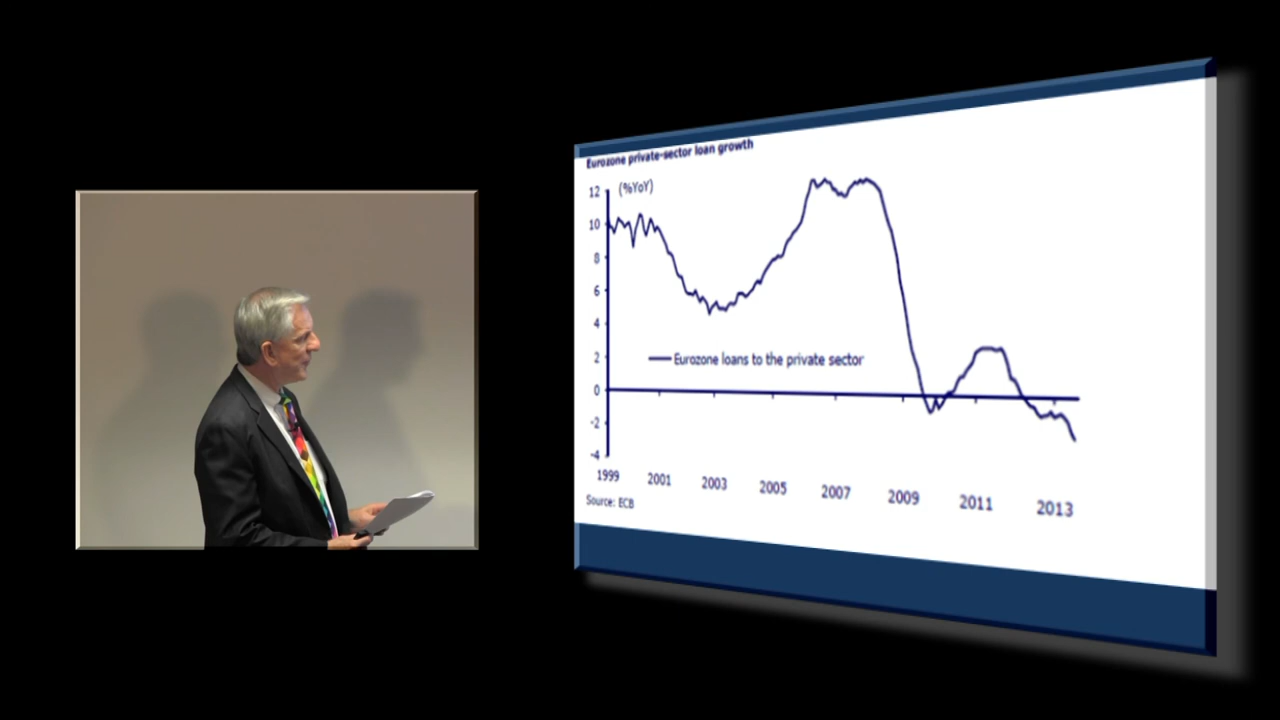 Eurozone private-sector loan growth
(%YoY)
12
10
8
6
4
2
0
-2
-4
Eurozone loans to the private sector
1999 2001 2003 2005 2007 2009 2011 2013
Source: ECB